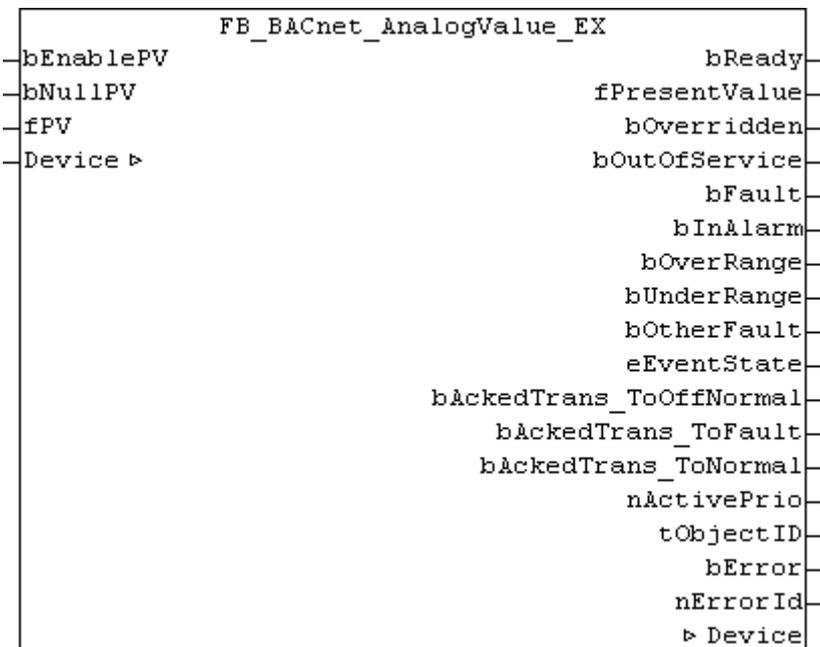 FB_BACnet_AnalogValue_EX
bEnablePV bReady
bNullPV fPresentValue
fPV bOverridden
Device ▷ bOutOfService
bFault
bInAlarm
bOverRange
bUnderRange
bOtherFault
eEventState
bAckedTrans_ToOffNormal
bAckedTrans_ToFault
bAckedTrans_ToNormal
nActivePrio
tObjectID
bError
nErrorId
▷ Device